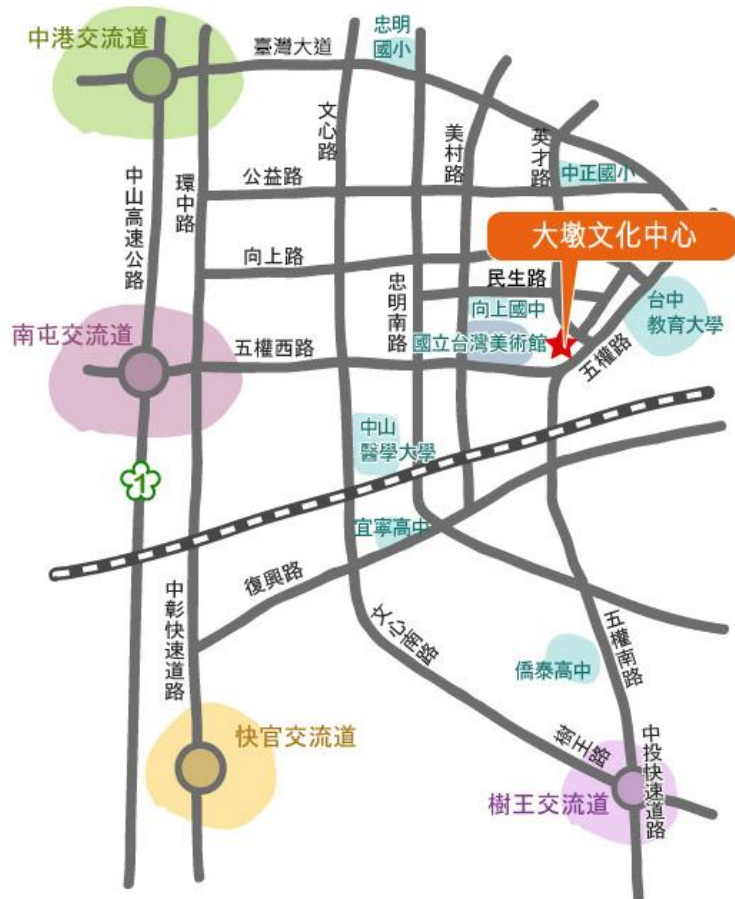 忠明
國小
中港交流道
臺灣大道
文心路
美村路
英才路
中山高速公路
環中路
公益路
中正國小
大墩文化中心
向上路
忠明南路
民生路
向上國中
台中
教育大學
南屯交流道
五權西路
國立台灣美術館
五權路
中山
醫學大學
1
宜寧高中
復興路
中彰快速道路
文心南路
五權南路
僑泰高中
快官交流道
樹王路
中投快速道路
樹王交流道